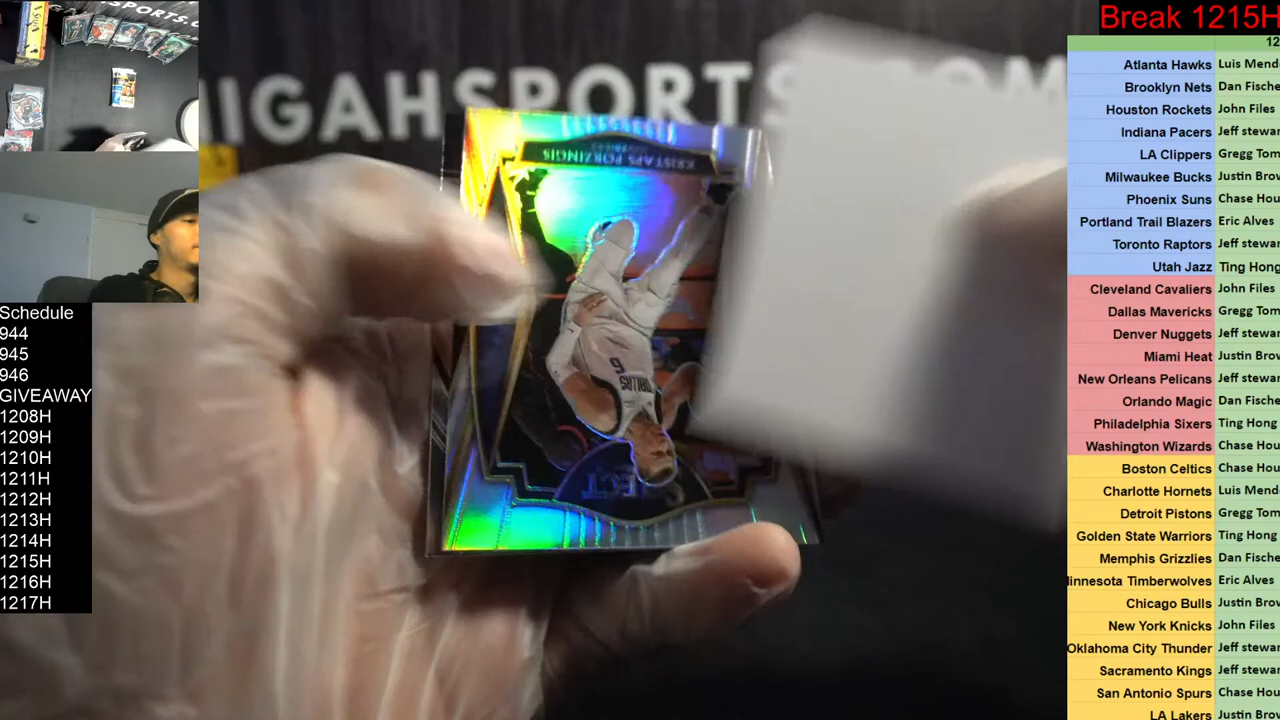 Break 1215H
IGAHSPORTS.COM
12
Atlanta Hawks Luis Mend
Brooklyn Nets Dan Fische
Houston Rockets John Files
Indiana Pacers Jeff stewar
LA Clippers Gregg Tom
Milwaukee Bucks Justin Bro
Phoenix Suns Chase Hou
Portland Trail Blazers Eric Alves
Toronto Raptors Jeff stewar
Utah Jazz Ting Hong
Cleveland Cavaliers John Files
Dallas Mavericks Gregg Tom
Denver Nuggets Jeff stewar
Miami Heat Justin Brov
New Orleans Pelicans Jeff stewar
Orlando Magic Dan Fische
Philadelphia Sixers Ting Hong
Washington Wizards Chase Hou
Boston Celtics Chase Hou
Charlotte Hornets Luis Mend
Detroit Pistons Gregg Tom
Golden State Warriors Ting Hong
Memphis Grizzlies Dan Fische
innesota Timberwolves Eric Alves
Chicago Bulls Justin Brov
New York Knicks John Files
Oklahoma City Thunder Jeff stewar
Sacramento Kings Jeff stewar
San Antonio Spurs Chase Hou
LA Lakers Justin Brov
Schedule
944
945
946
GIVEAWAY
1208H
1209H
1210H
1211H
1212H
1213H
1214H
1215H
1216H
1217H
KRISTAPS PORZINGIS
DALLAS
6